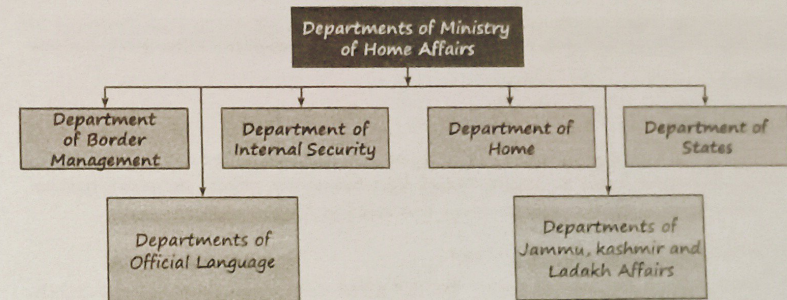 Departments of Ministry
of Home Affairs
Department
of Border
Management
Department of
Internal Security
Department of
Home
Department of
States
Departments of
Official Language
Departments of
Jammu, kashmir and
Ladakh Affairs